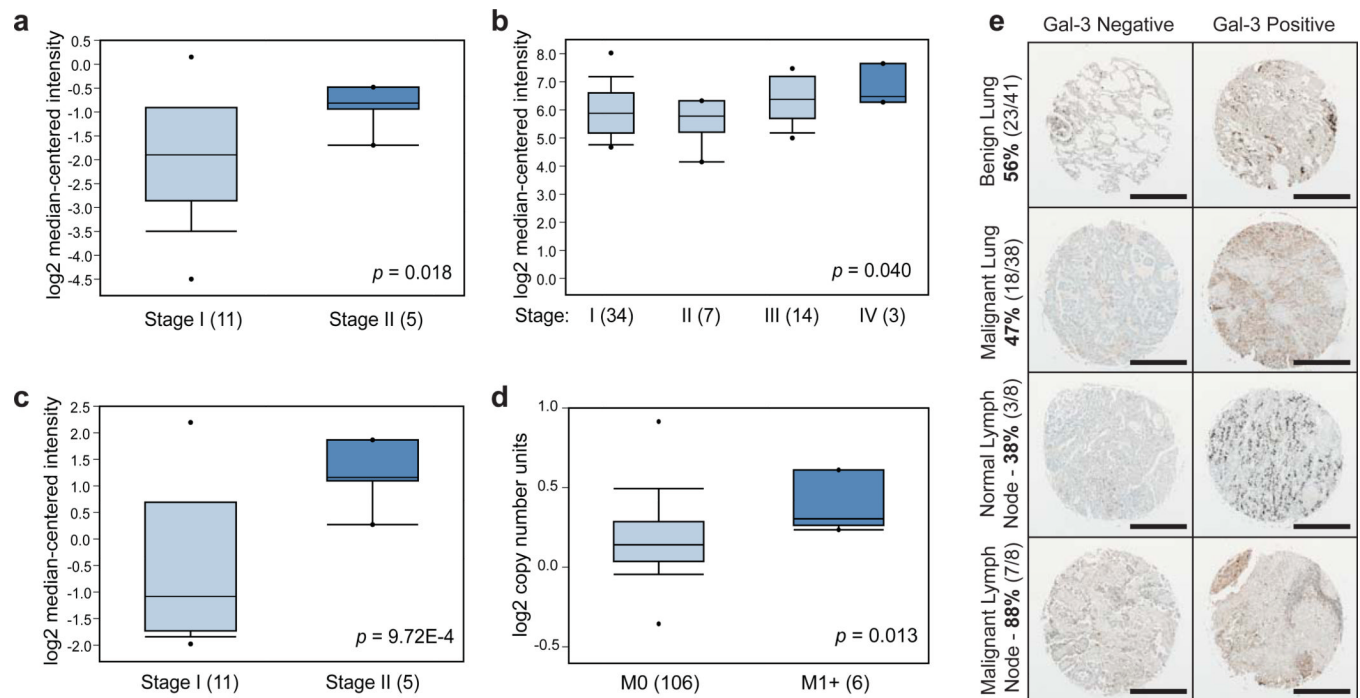 a
log2 median-centered intensity
0.5
0.0
-0.5
-1.0
-1.5
-2.0
-2.5
-3.0
-3.5
-4.0
-4.5
p = 0.018
Stage I (11)
Stage II (5)
b
log2 median-centered intensity
8.0
7.0
6.0
5.0
4.0
3.0
2.0
1.0
0.0
p = 0.040
Stage:
I (34)
II (7)
III (14)
IV (3)
c
log2 median-centered intensity
2.5
2.0
1.5
1.0
0.5
0.0
-0.5
-1.0
-1.5
-2.0
p = 9.72E-4
Stage I (11)
Stage II (5)
d
log2 copy number units
1.0
0.5
0.0
-0.5
p = 0.013
M0 (106)
M1+ (6)
e
Gal-3 Negative
Gal-3 Positive
Benign Lung
56% (23/41)
Malignant Lung
47% (18/38)
Normal Lymph
Node - 38% (3/8)
Malignant Lymph
Node - 88% (7/8)